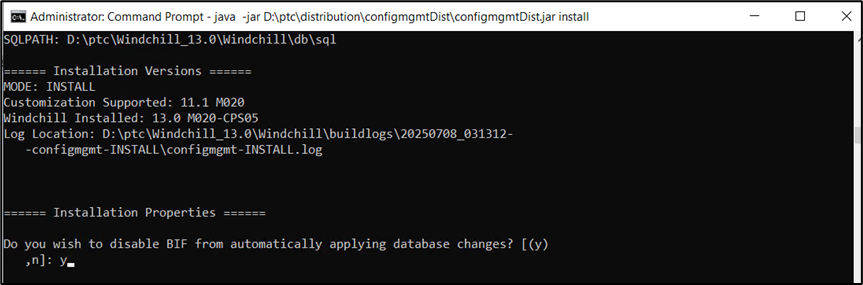 Administrator: Command Prompt - java  -jar D:\ptc\distribution\configmgmtDist\configmgmtDist.jar install
SQLPATH: D:\ptc\Windchill_13.0\Windchill\db\sql
====== Installation Versions ======
MODE: INSTALL
Customization Supported: 11.1 M020
Windchill Installed: 13.0 M020-CPS05
Log Location: D:\ptc\Windchill_13.0\Windchill\buildlogs\20250708_031312-
-configmgmt-INSTALL\configmgmt-INSTALL.log
====== Installation Properties ======
Do you wish to disable BIF from automatically applying database changes? [(y)
,n]: y